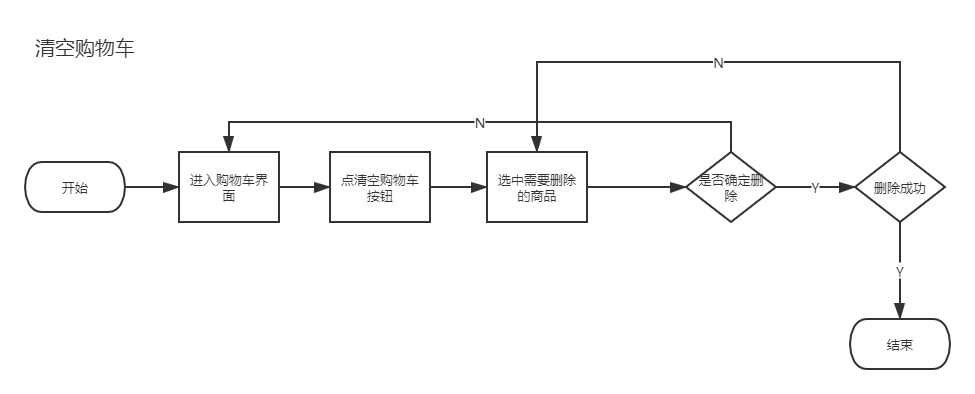 清空购物车
N
N
开始
进入购物车界
面
点清空购物车
按钮
选中需要删除
的商品
是否确定删
除
Y
删除成功
Y
结束